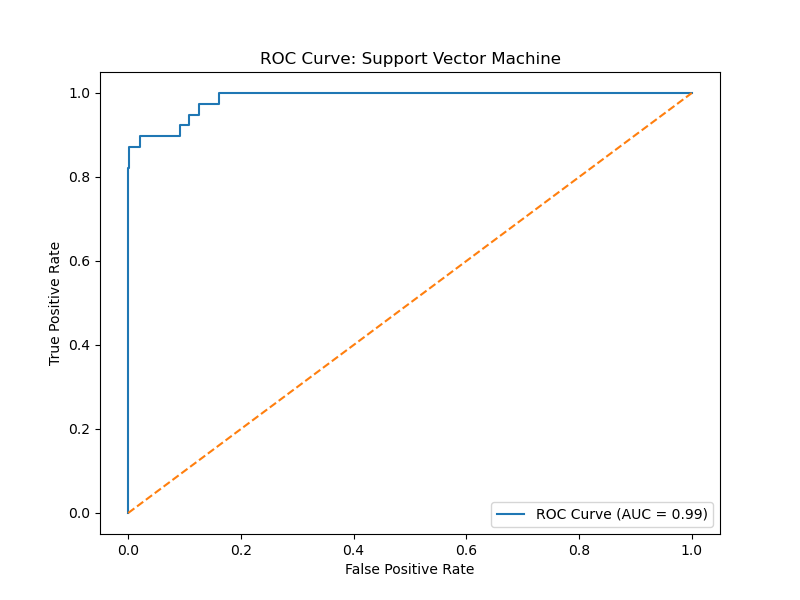 ROC Curve: Support Vector Machine
True Positive Rate
1.0
0.8
0.6
0.4
0.2
0.0
ROC Curve (AUC = 0.99)
0.0 0.2 0.4 0.6 0.8 1.0
False Positive Rate